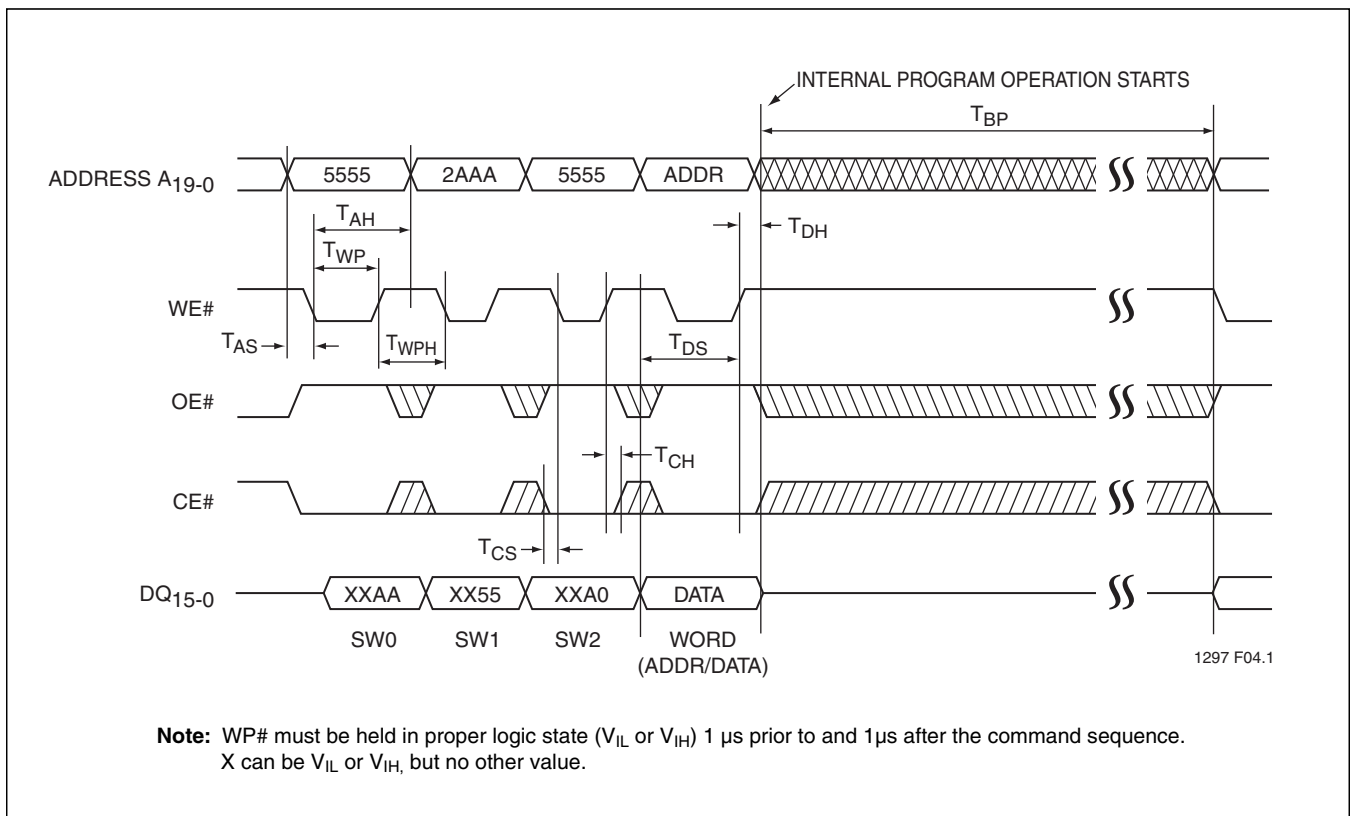 INTERNAL PROGRAM OPERATION STARTS
TBP
ADDRESS A19-0
5555 2AAA 5555 ADDR
TAH
TDH
TWP
WE#
TAS
TWPH
TDS
OE#
TCH
CE#
TCS
DQ15-0
XXAA XX55 XXA0 DATA
SW0 SW1 SW2 WORD
(ADDR/DATA)
1297 F04.1
Note: WP# must be held in proper logic state (VIL or VIH) 1 µs prior to and 1µs after the command sequence.
X can be VIL or VIH, but no other value.